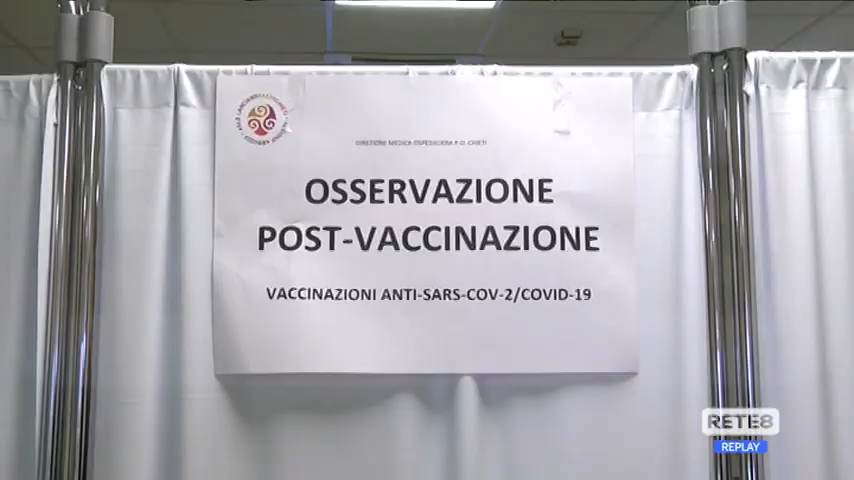 DIREZIONE MEDICA OSPEDALIERA P.O. CHIETI
OSSERVAZIONE
POST-VACCINAZIONE
VACCINAZIONI ANTI-SARS-COV-2/COVID-19
RETE8
REPLAY